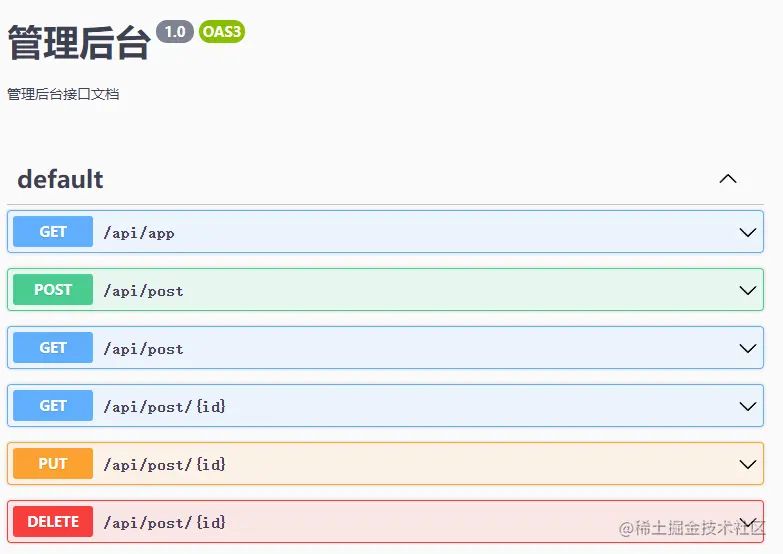 管理后台 1.0 OAS3
管理后台接口文档
default
GET /api/app
POST /api/post
GET /api/post
GET /api/post/{id}
PUT /api/post/{id}
DELETE /api/post/{id}
@稀土掘金技术社区